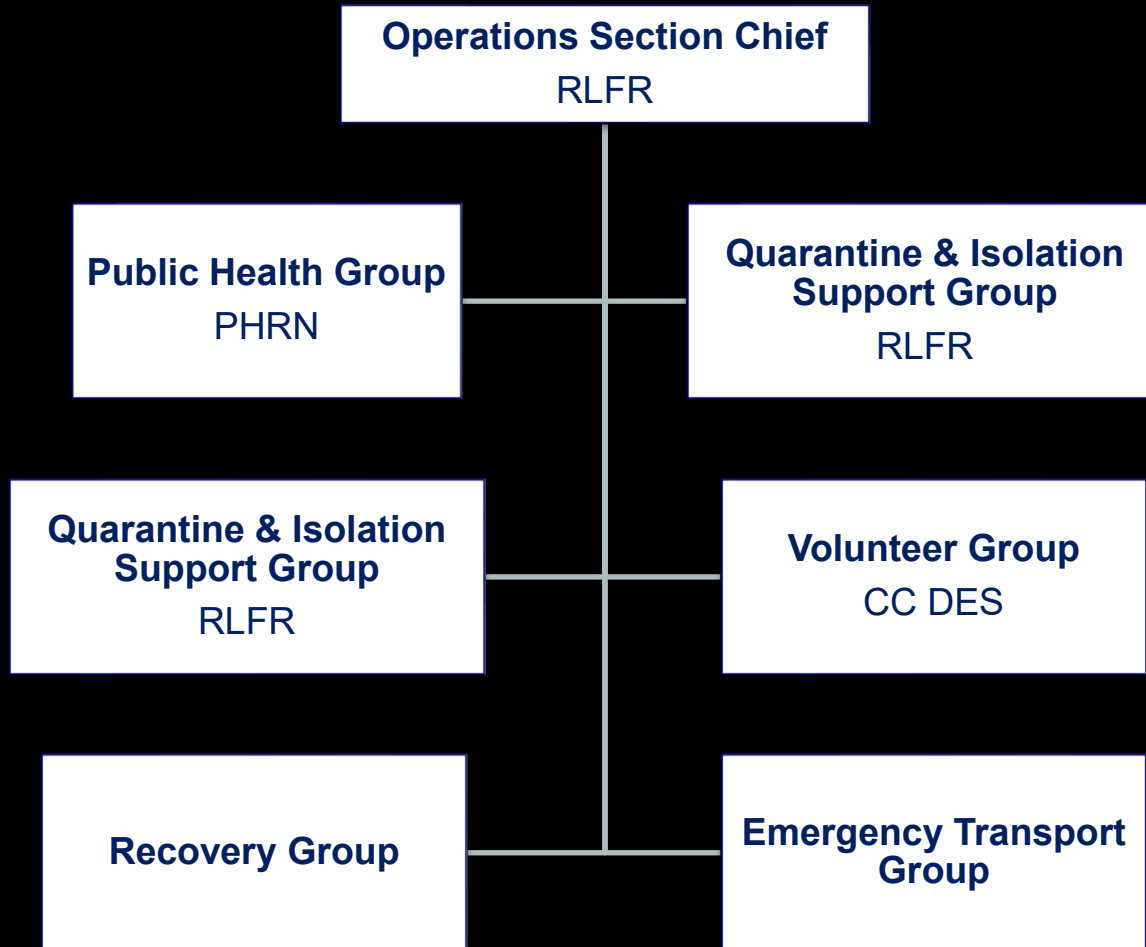 Operations Section Chief
RLFR
Public Health Group
PHRN
Quarantine & Isolation
Support Group
RLFR
Quarantine & Isolation
Support Group
RLFR
Volunteer Group
CC DES
Recovery Group
Emergency Transport
Group